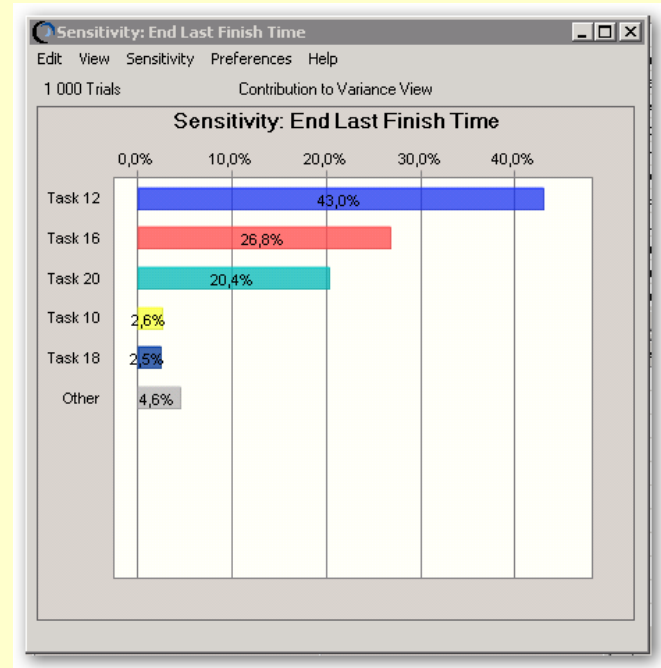 Sensitivity: End Last Finish Time
Edit View Sensitivity Preferences Help
1 000 Trials Contribution to Variance View
Sensitivity: End Last Finish Time
0,0% 10,0% 20,0% 30,0% 40,0%
Task 12 43,0%
Task 16 26,8%
Task 20 20,4%
Task 10 2,6%
Task 18 2,5%
Other 4,6%